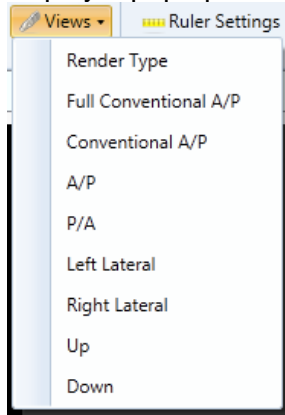 Views Ruler Settings
Render Type
Full Conventional A/P
Conventional A/P
A/P
P/A
Left Lateral
Right Lateral
Up
Down